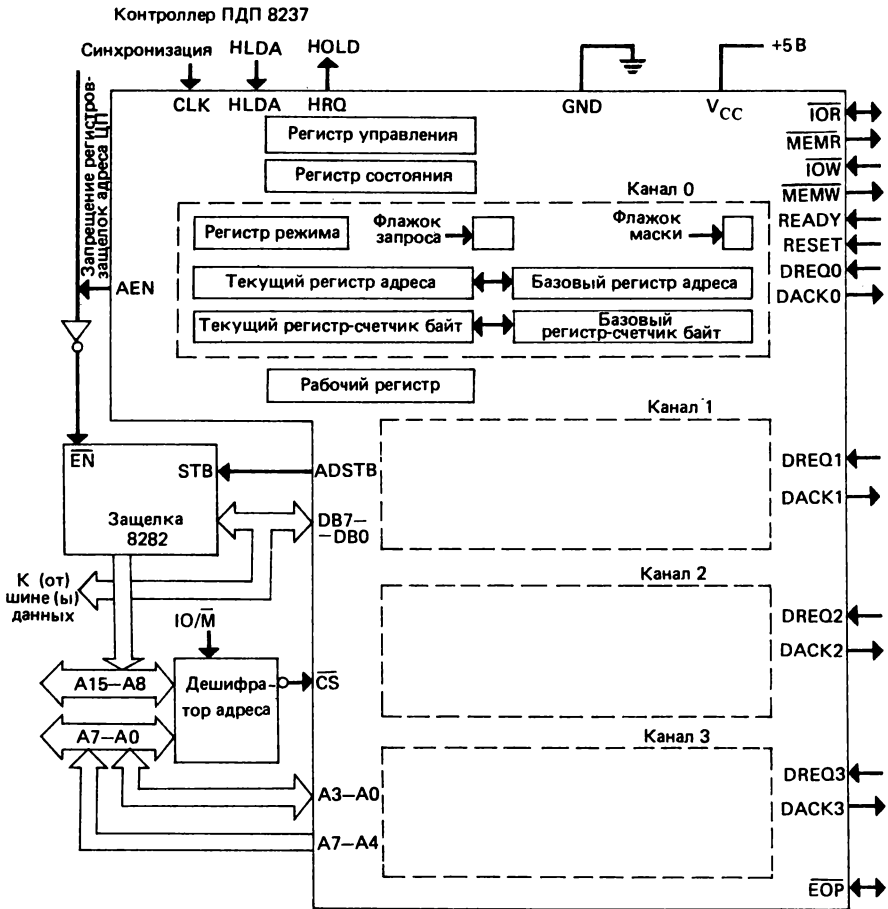 Контроллер ПДП 8237
Синхронизация HLDA HOLD +5 В
Запрещение регистров-
защелок адреса ЦП
CLK HLDA HRQ GND VCC
Регистр управления
Регистр состояния
Канал 0
Регистр режима
Флажок
запроса
Флажок
маски
Текущий регистр адреса
Базовый регистр адреса
Текущий регистр-счетчик байт
Базовый
регистр-счетчик байт
Рабочий регистр
AEN
IOR
MEMR
IOW
MEMW
READY
RESET
DREQ0
DACK0
Канал 1
EN
STB
ADSTB
Защелка
8282
DB7–
–DB0
DREQ1
DACK1
К (от)
шине (ы)
данных
Канал 2
IO/M
DREQ2
DACK2
A15–A8
Дешифра-
тор адреса
CS
A7–A0
Канал 3
A3–A0
A7–A4
DREQ3
DACK3
EOP